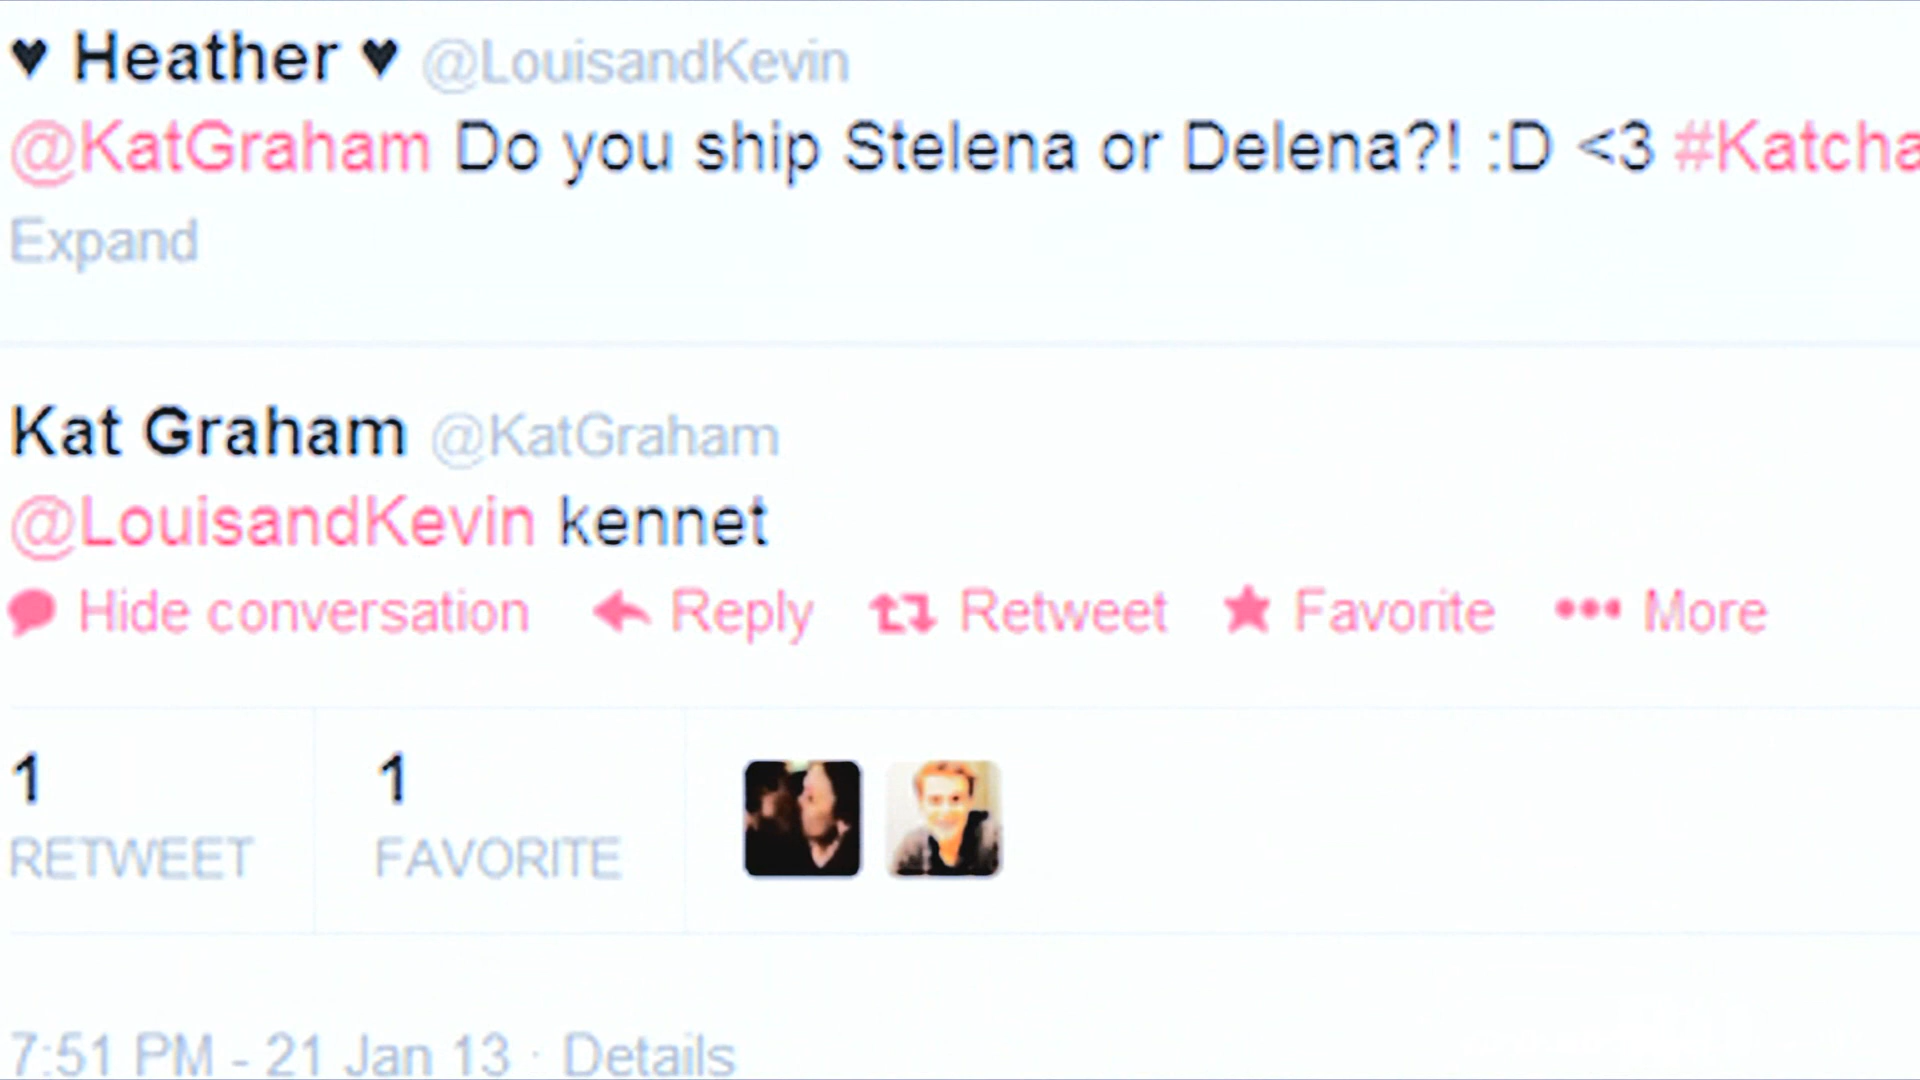 ♥ Heather ♥ @LouisandKevin
@KatGraham Do you ship Stelena or Delena?! :D <3 #Katcha
Expand
Kat Graham @KatGraham
@LouisandKevin kennet
Hide conversation Reply Retweet Favorite ••• More
1 1
RETWEET FAVORITE
7:51 PM - 21 Jan 13 · Details